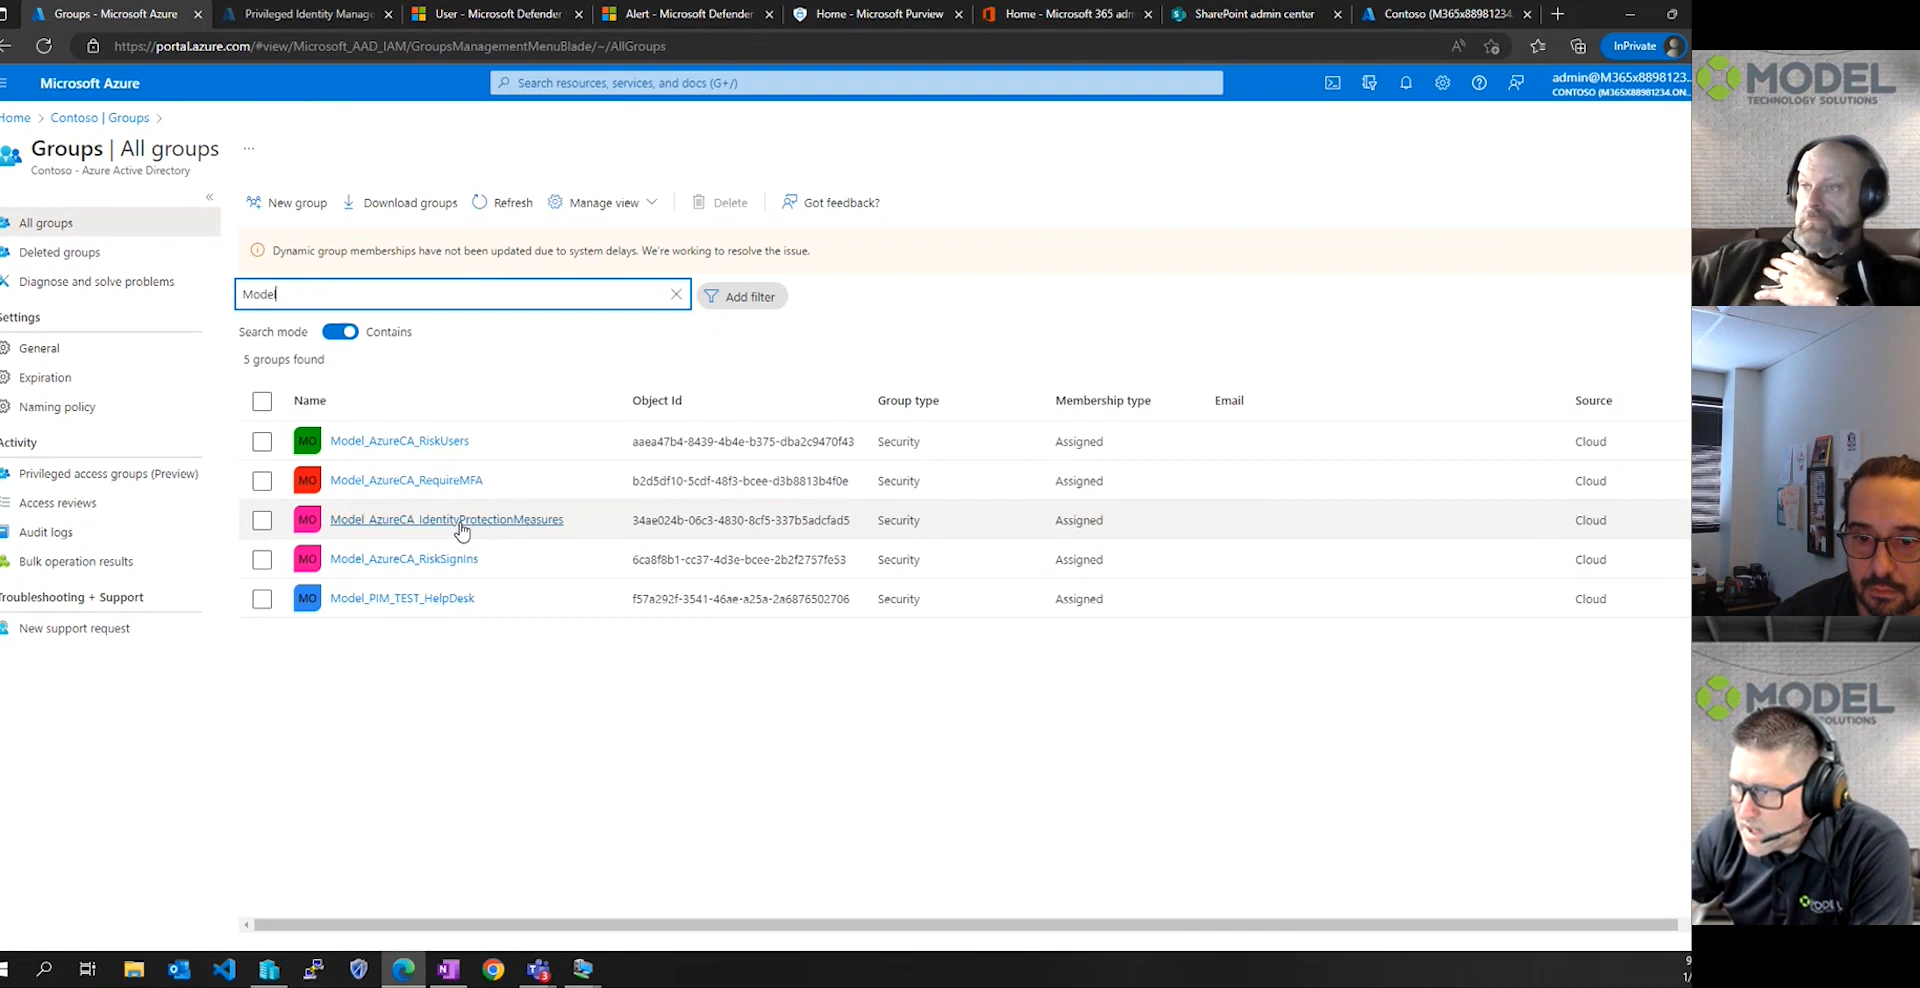 Groups - Microsoft Azure
Privileged Identity Manage
User - Microsoft Defender
Alert - Microsoft Defender
Home - Microsoft Purview
Home - Microsoft 365 adm
SharePoint admin center
Contoso (M365x88981234.
https://portal.azure.com/#view/Microsoft_AAD_IAM/GroupsManagementMenuBlade/~/AllGroups
InPrivate
Microsoft Azure
Search resources, services, and docs (G+/)
admin@M365x8898123...
CONTOSO (M365X88981234.ON...
Home > Contoso | Groups >
Groups | All groups ...
Contoso - Azure Active Directory
All groups
Deleted groups
Diagnose and solve problems
Settings
General
Expiration
Naming policy
Activity
Privileged access groups (Preview)
Access reviews
Audit logs
Bulk operation results
Troubleshooting + Support
New support request
New group
Download groups
Refresh
Manage view
Delete
Got feedback?
Dynamic group memberships have not been updated due to system delays. We're working to resolve the issue.
Model
Add filter
Search mode
Contains
5 groups found
Name Object Id Group type Membership type Email Source
MO Model_AzureCA_RiskUsers aaea47b4-8439-4b4e-b375-dba2c9470f43 Security Assigned Cloud
MO Model_AzureCA_RequireMFA b2d5df10-5cdf-48f3-bcee-d3b8813b4f0e Security Assigned Cloud
MO Model_AzureCA_IdentityProtectionMeasures 34ae024b-06c3-4830-8cf5-337b5adcfad5 Security Assigned Cloud
MO Model_AzureCA_RiskSignIns 6ca8f8b1-cc37-4d3e-bcee-2b2f2757fe53 Security Assigned Cloud
MO Model_PIM_TEST_HelpDesk f57a292f-3541-46ae-a25a-2a6876502706 Security Assigned Cloud
MODEL
TECHNOLOGY SOLUTIONS
MODEL
SOLUTIONS
MODEL
3
9
1/